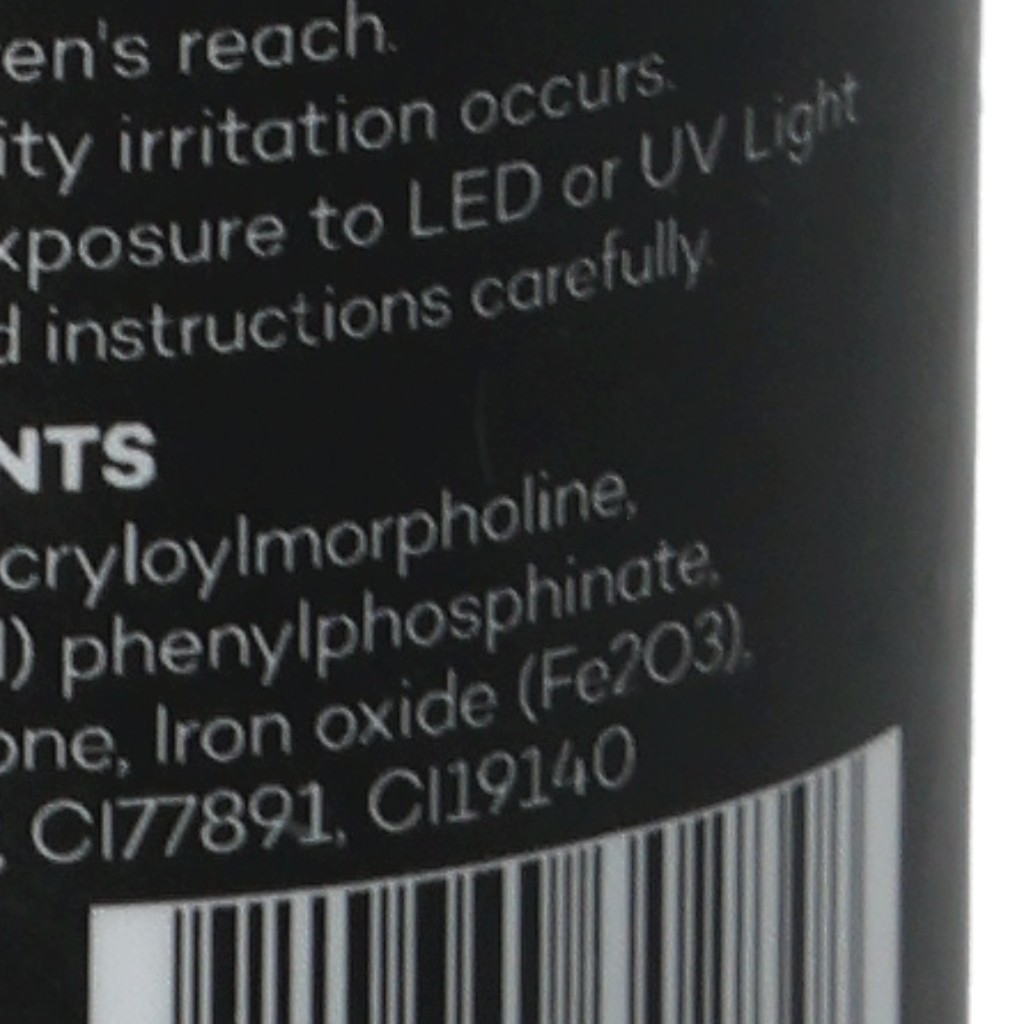 en's reach.
ity irritation occurs.
xposure to LED or UV Light
d instructions carefully.
NTS
cryloylmorpholine,
l) phenylphosphinate,
one, Iron oxide (Fe2O3),
, CI77891, CI19140